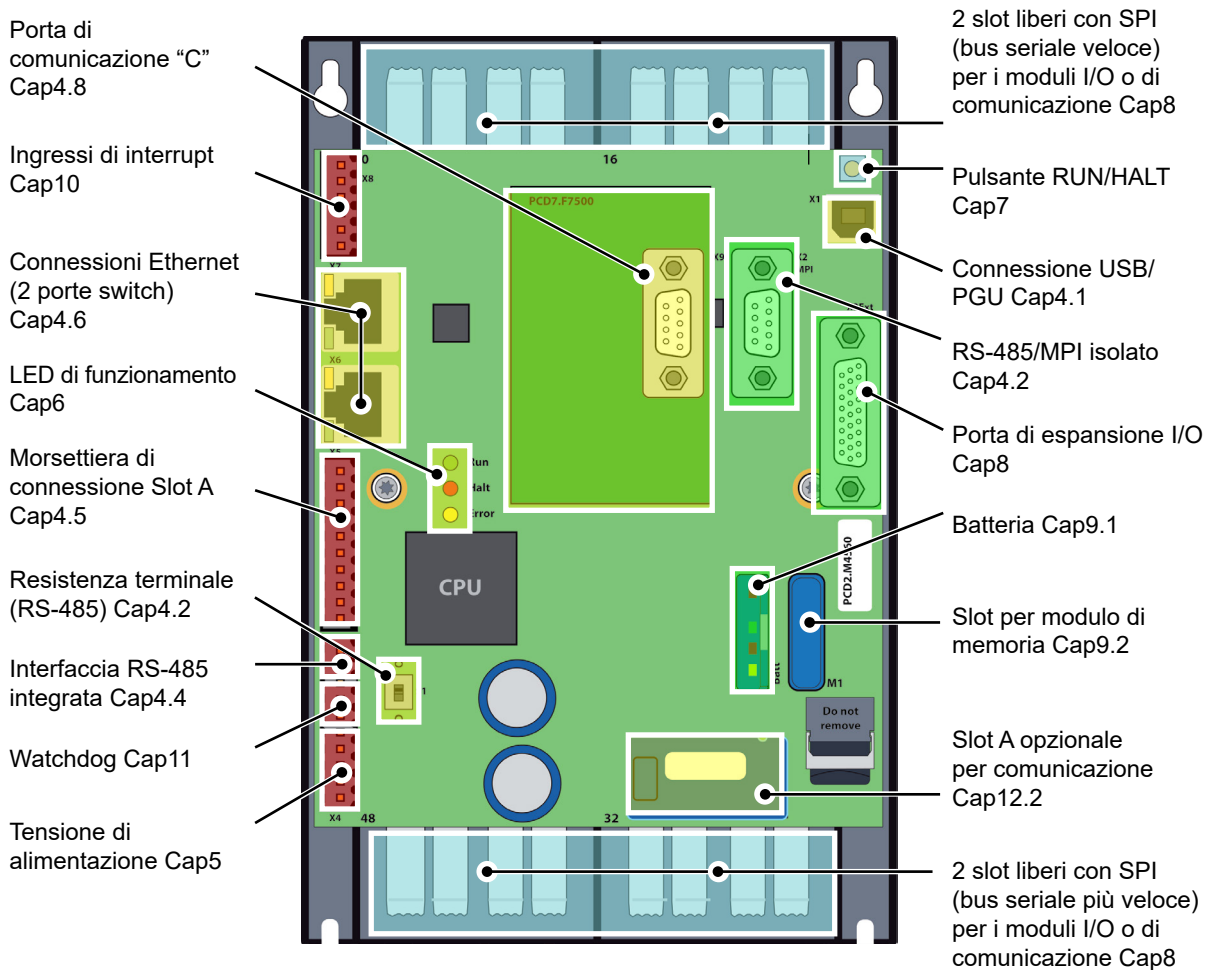 Porta di
comunicazione “C”
Cap4.8
Ingressi di interrupt
Cap10
Connessioni Ethernet
(2 porte switch)
Cap4.6
LED di funzionamento
Cap6
Morsettiera di
connessione Slot A
Cap4.5
Resistenza terminale
(RS-485) Cap4.2
Interfaccia RS-485
integrata Cap4.4
Watchdog Cap11
Tensione di
alimentazione Cap5
0
16
X8
PCD7.F7500
X1
X7
X9
X2
MPI
X6
X5
Run
Halt
Error
CPU
PCD2.M4560
Batt
M1
1
Do not
remove
X4
48
32
2 slot liberi con SPI
(bus seriale veloce)
per i moduli I/O o di
comunicazione Cap8
Pulsante RUN/HALT
Cap7
Connessione USB/
PGU Cap4.1
RS-485/MPI isolato
Cap4.2
Porta di espansione I/O
Cap8
Batteria Cap9.1
Slot per modulo di
memoria Cap9.2
Slot A opzionale
per comunicazione
Cap12.2
2 slot liberi con SPI
(bus seriale più veloce)
per i moduli I/O o di
comunicazione Cap8